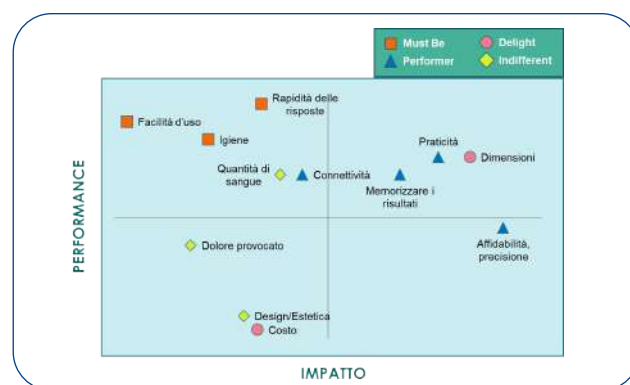 Must Be
Delight
Performer
Indifferent
Rapidità delle
risposte
Facilità d'uso
Igiene
Praticità
Dimensioni
Quantità di
sangue
Connettività
Memorizzare i
risultati
Dolore provocato
Affidabilità,
precisione
Design/Estetica
Costo
PERFORMANCE
IMPATTO